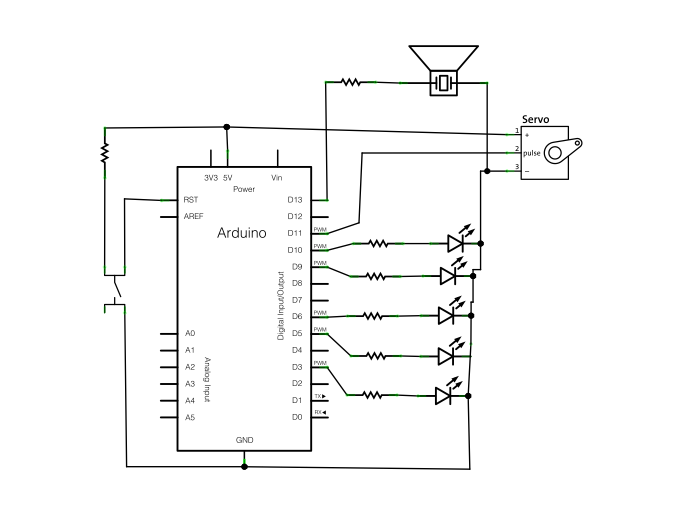 Servo
1 +
2 pulse
3 −
3V3 5V Vin
Power
RST
AREF
Arduino
D13
D12
PWM
D11
PWM
D10
PWM
D9
D8
D7
PWM
D6
PWM
D5
D4
PWM
D3
D2
TX▶
D1
RX◀
D0
Digital Input/Output
A0
A1
A2
A3
A4
A5
Analog Input
GND